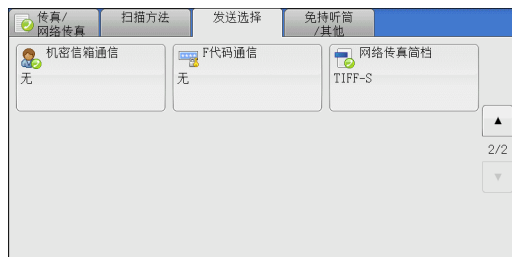 传真/
网络传真
扫描方法
发送选择
免持听筒
/其他
机密信箱通信
无
F代码通信
无
网络传真简档
TIFF-S
▲
2/2
▼